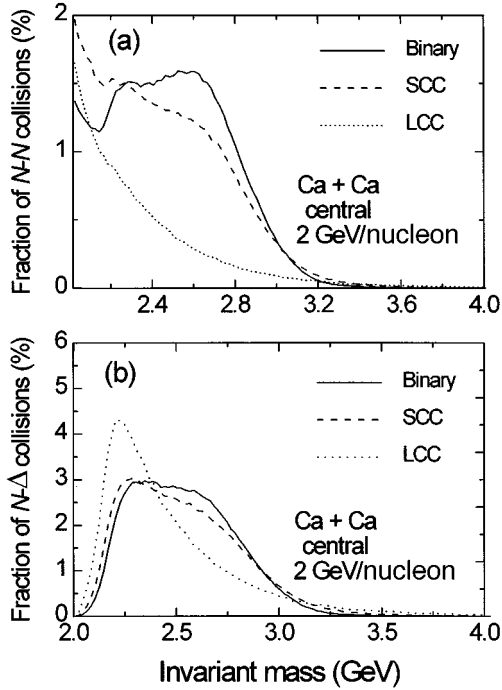 (a)
Binary
SCC
LCC
Ca + Ca
central
2 GeV/nucleon
Fraction of N-N collisions (%)
2
1
0
2.4 2.8 3.2 3.6 4.0
(b)
Binary
SCC
LCC
Ca + Ca
central
2 GeV/nucleon
Fraction of N-Δ collisions (%)
6
5
4
3
2
1
0
2.0 2.5 3.0 3.5 4.0
Invariant mass (GeV)